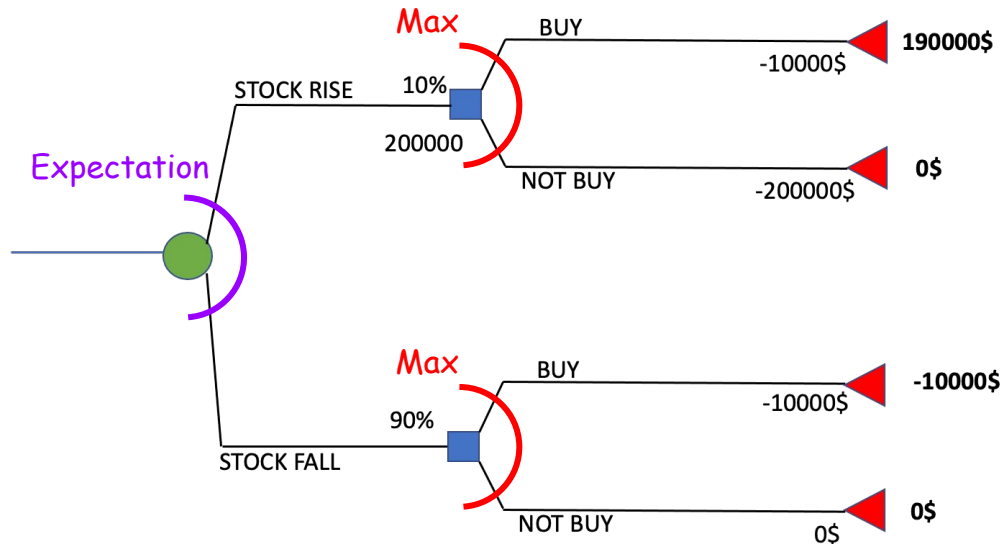 Max
BUY
190000$
-10000$
STOCK RISE
10%
200000
Expectation
NOT BUY
0$
-200000$
Max
BUY
-10000$
-10000$
90%
STOCK FALL
NOT BUY
0$
0$